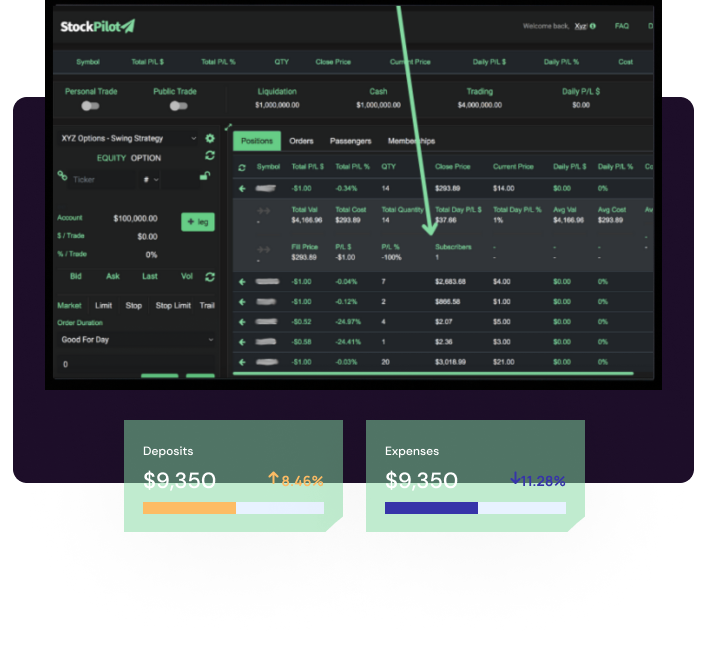 StockPilot
Welcome back, Xyz FAQ D
Symbol Total P/L $ Total P/L % QTY Close Price Current Price Daily P/L $ Daily P/L % Cost
Personal Trade Public Trade Liquidation Cash Trading Daily P/L $
$1,000,000.00 $1,000,000.00 $4,000,000.00 $0.00
XYZ Options - Swing Strategy
EQUITY OPTION
Ticker #
Account $100,000.00 + leg
$ / Trade $0.00
% / Trade 0%
Bid Ask Last Vol
Market Limit Stop Stop Limit Trail
Order Duration
Good For Day
0
Positions Orders Passengers Memberships
Symbol Total P/L $ Total P/L % QTY Close Price Current Price Daily P/L $ Daily P/L % Co
-$1.00 -0.34% 14 $293.89 $14.00 $0.00 0%
Total Val Total Cost Total Quantity Total Day P/L $ Total Day P/L % Avg Val Avg Cost Av
- $4,166.96 $293.89 14 $37.66 1% $4,166.96 $293.89 -
Fill Price P/L $ P/L % Subscribers - - - -
- $293.89 -$1.00 -100% 1 - - - -
-$1.00 -0.04% 7 $2,683.68 $4.00 $0.00 0%
-$1.00 -0.12% 2 $866.58 $1.00 $0.00 0%
-$0.52 -24.97% 4 $2.07 $5.00 $0.00 0%
-$0.58 -24.41% 1 $2.36 $3.00 $0.00 0%
-$1.00 -0.03% 20 $3,018.99 $21.00 $0.00 0%
Deposits
$9,350 8.46%
Expenses
$9,350 11.28%